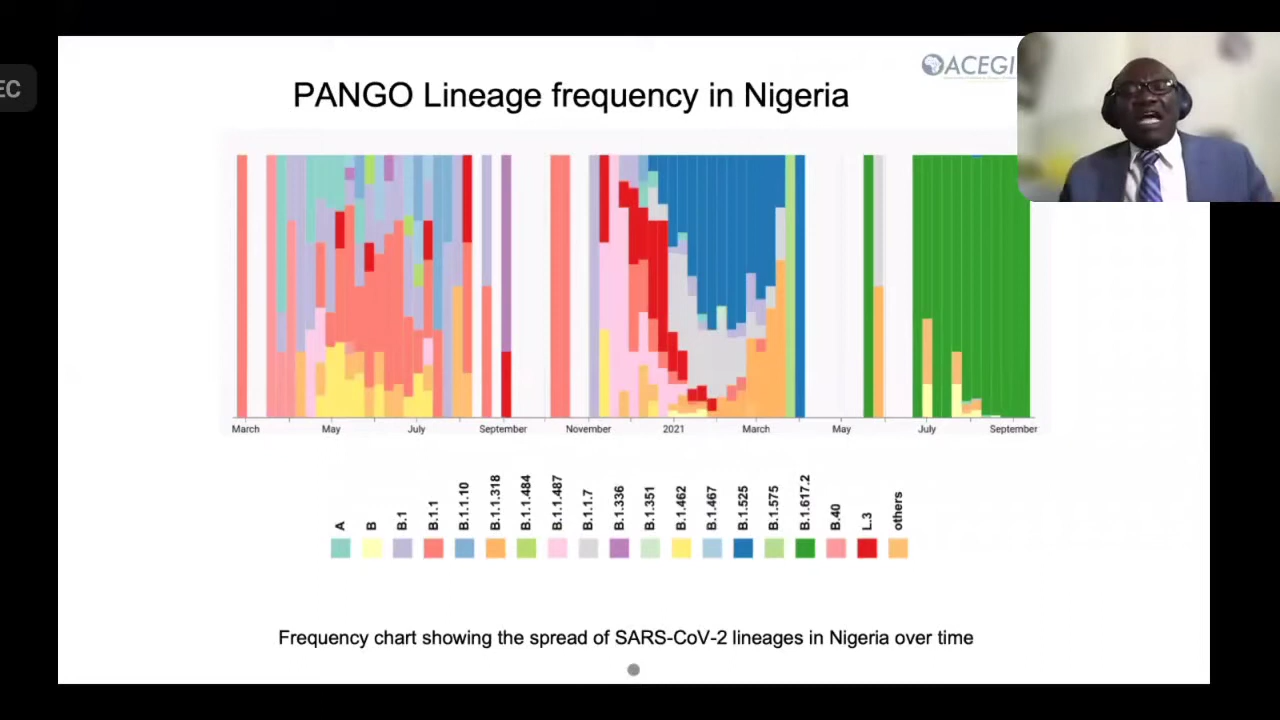 EC
ACEGI
PANGO Lineage frequency in Nigeria
March May July September November 2021 March May July September
A
B
B.1
B.1.1
B.1.1.10
B.1.1.318
B.1.1.484
B.1.1.487
B.1.1.7
B.1.336
B.1.351
B.1.462
B.1.467
B.1.525
B.1.575
B.1.617.2
B.40
L.3
others
Frequency chart showing the spread of SARS-CoV-2 lineages in Nigeria over time